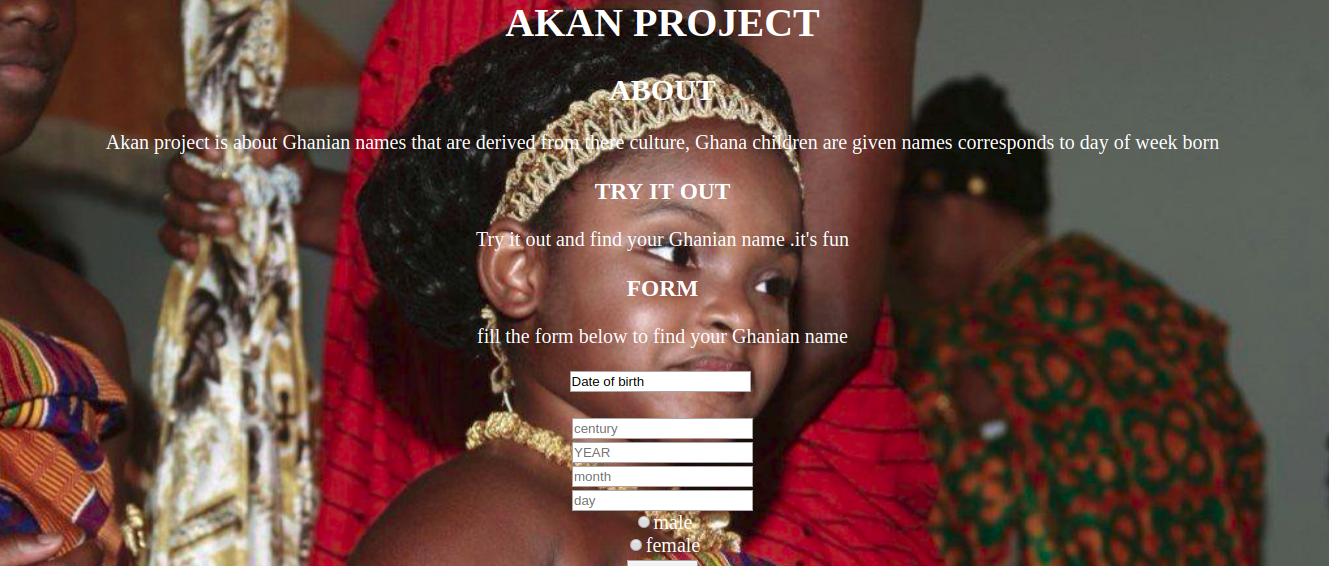 AKAN PROJECT
ABOUT
Akan project is about Ghanian names that are derived from there culture, Ghana children are given names corresponds to day of week born
TRY IT OUT
Try it out and find your Ghanian name .it's fun
FORM
fill the form below to find your Ghanian name
Date of birth
century
YEAR
month
day
male
female